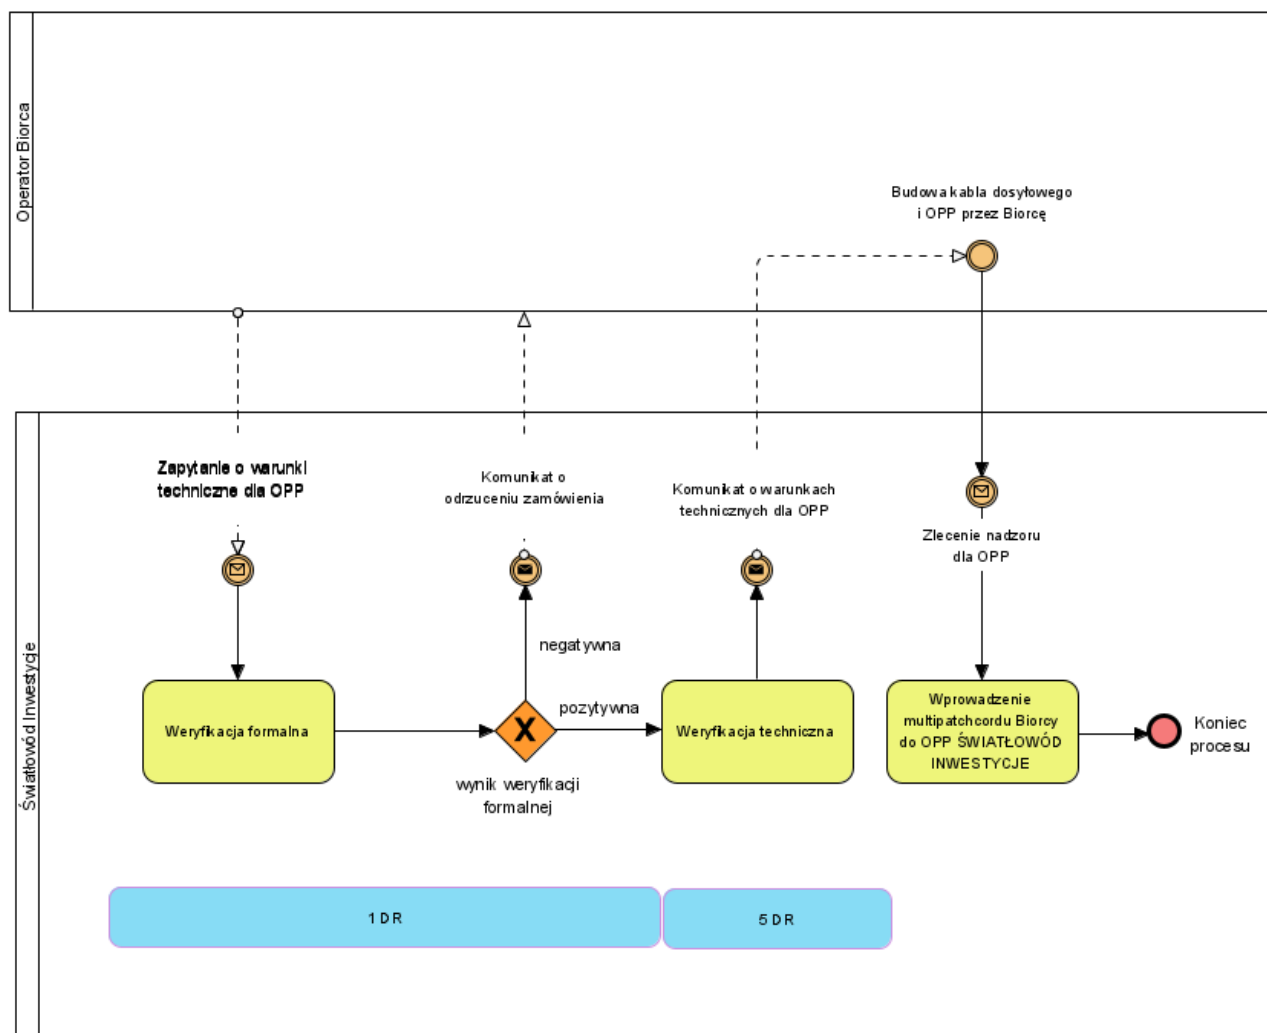 Operator Biorca
Budowa kabla dosyłowego
i OPP przez Biorcę
Światłowód Inwestycje
Zapytanie o warunki
techniczne dla OPP
Komunikat o
odrzuceniu zamówienia
Komunikat o warunkach
technicznych dla OPP
Zlecenie nadzoru
dla OPP
negatywna
pozytywna
Weryfikacja formalna
X
wynik weryfikacji
formalnej
Weryfikacja techniczna
Wprowadzenie
multipatchcordu Biorcy
do OPP ŚWIATŁOWÓD
INWESTYCJE
Koniec
procesu
1 DR
5 DR